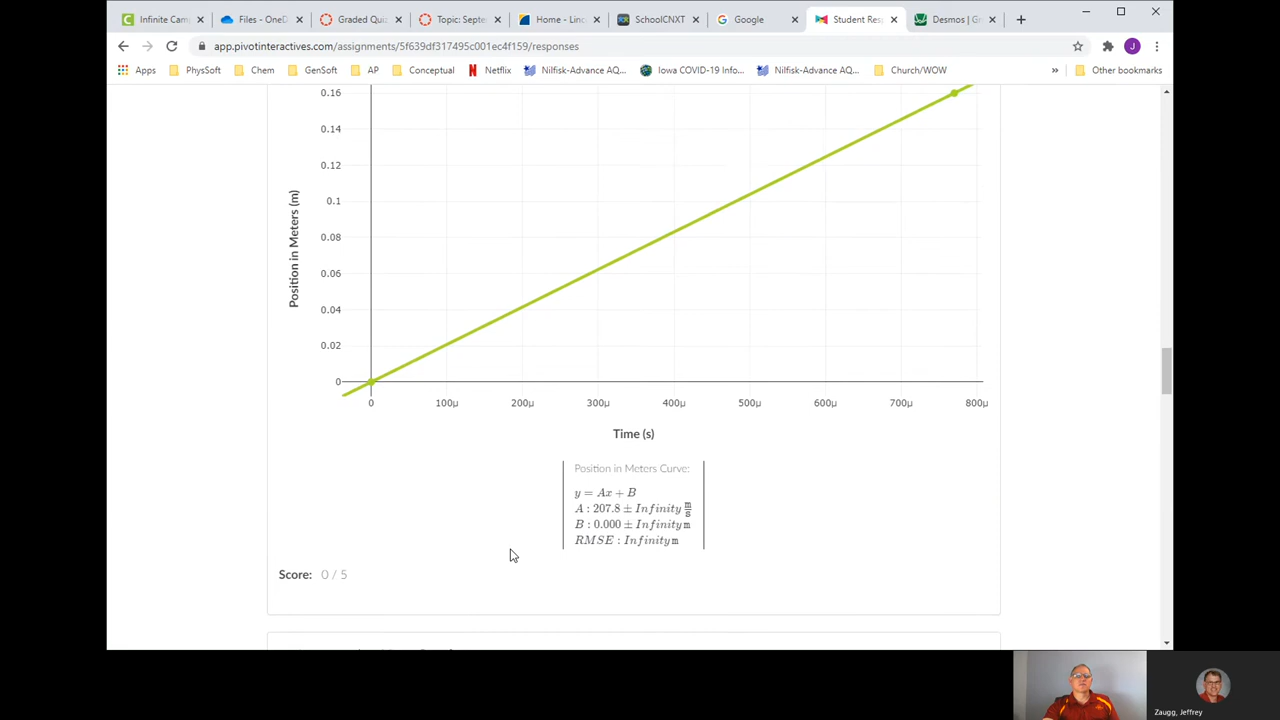 Infinite Cam
Files - OneD
Graded Quiz
Topic: Septe
Home - Linc
SchoolCNXT
Google
Student Res
Desmos | Gr
app.pivotinteractives.com/assignments/5f639df317495c001ec4f159/responses
J
Apps
PhysSoft
Chem
GenSoft
AP
Conceptual
Netflix
Nilfisk-Advance AQ...
Iowa COVID-19 Info...
Nilfisk-Advance AQ...
Church/WOW
»
Other bookmarks
0.16
0.14
0.12
0.1
0.08
0.06
0.04
0.02
0
Position in Meters (m)
0 100μ 200μ 300μ 400μ 500μ 600μ 700μ 800μ
Time (s)
Position in Meters Curve:
y = Ax + B
A : 207.8 ± Infinity m/s
B : 0.000 ± Infinity m
RMSE : Infinity m
Score: 0 / 5
Zaugg, Jeffrey